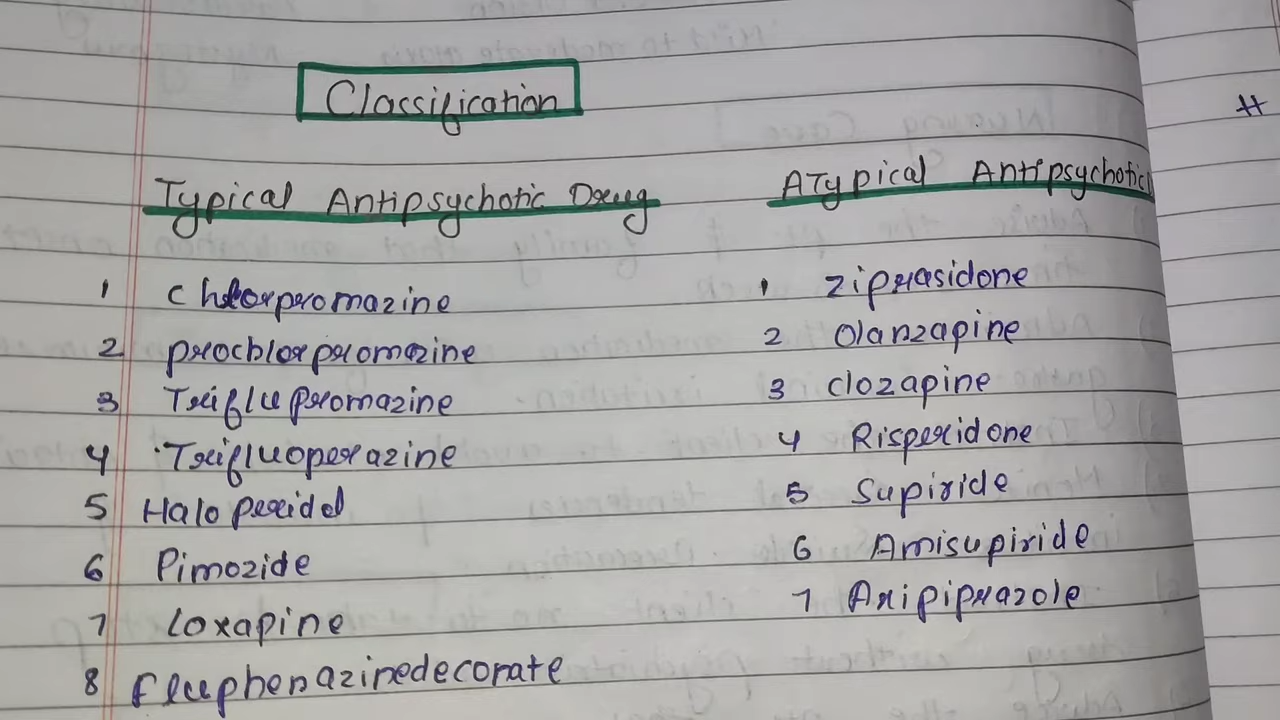 Classification
Typical Antipsychotic Drug
1 Chlorpromazine
2 prochlorpromazine
3 Triflupromazine
4 Trifluoperazine
5 Haloperidol
6 Pimozide
7 Loxapine
8 fluphenazinedecorate
ATypical Antipsychotic
1 Ziprasidone
2 Olanzapine
3 Clozapine
4 Risperidone
5 Supiride
6 Amisupiride
7 Aripiprazole
#